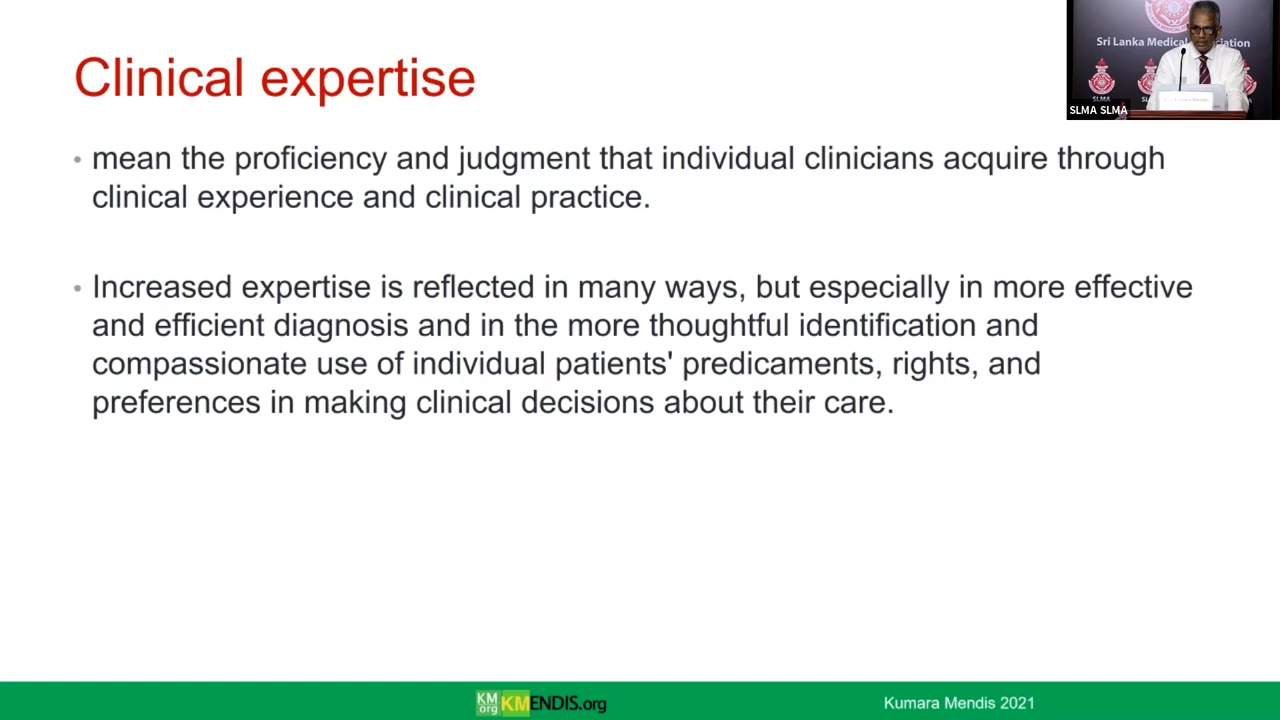 Clinical expertise
• mean the proficiency and judgment that individual clinicians acquire through
clinical experience and clinical practice.
• Increased expertise is reflected in many ways, but especially in more effective
and efficient diagnosis and in the more thoughtful identification and
compassionate use of individual patients' predicaments, rights, and
preferences in making clinical decisions about their care.
Sri Lanka Medical
SLMA
SLMA SLMA
KM
org
KMENDIS.org
Kumara Mendis 2021